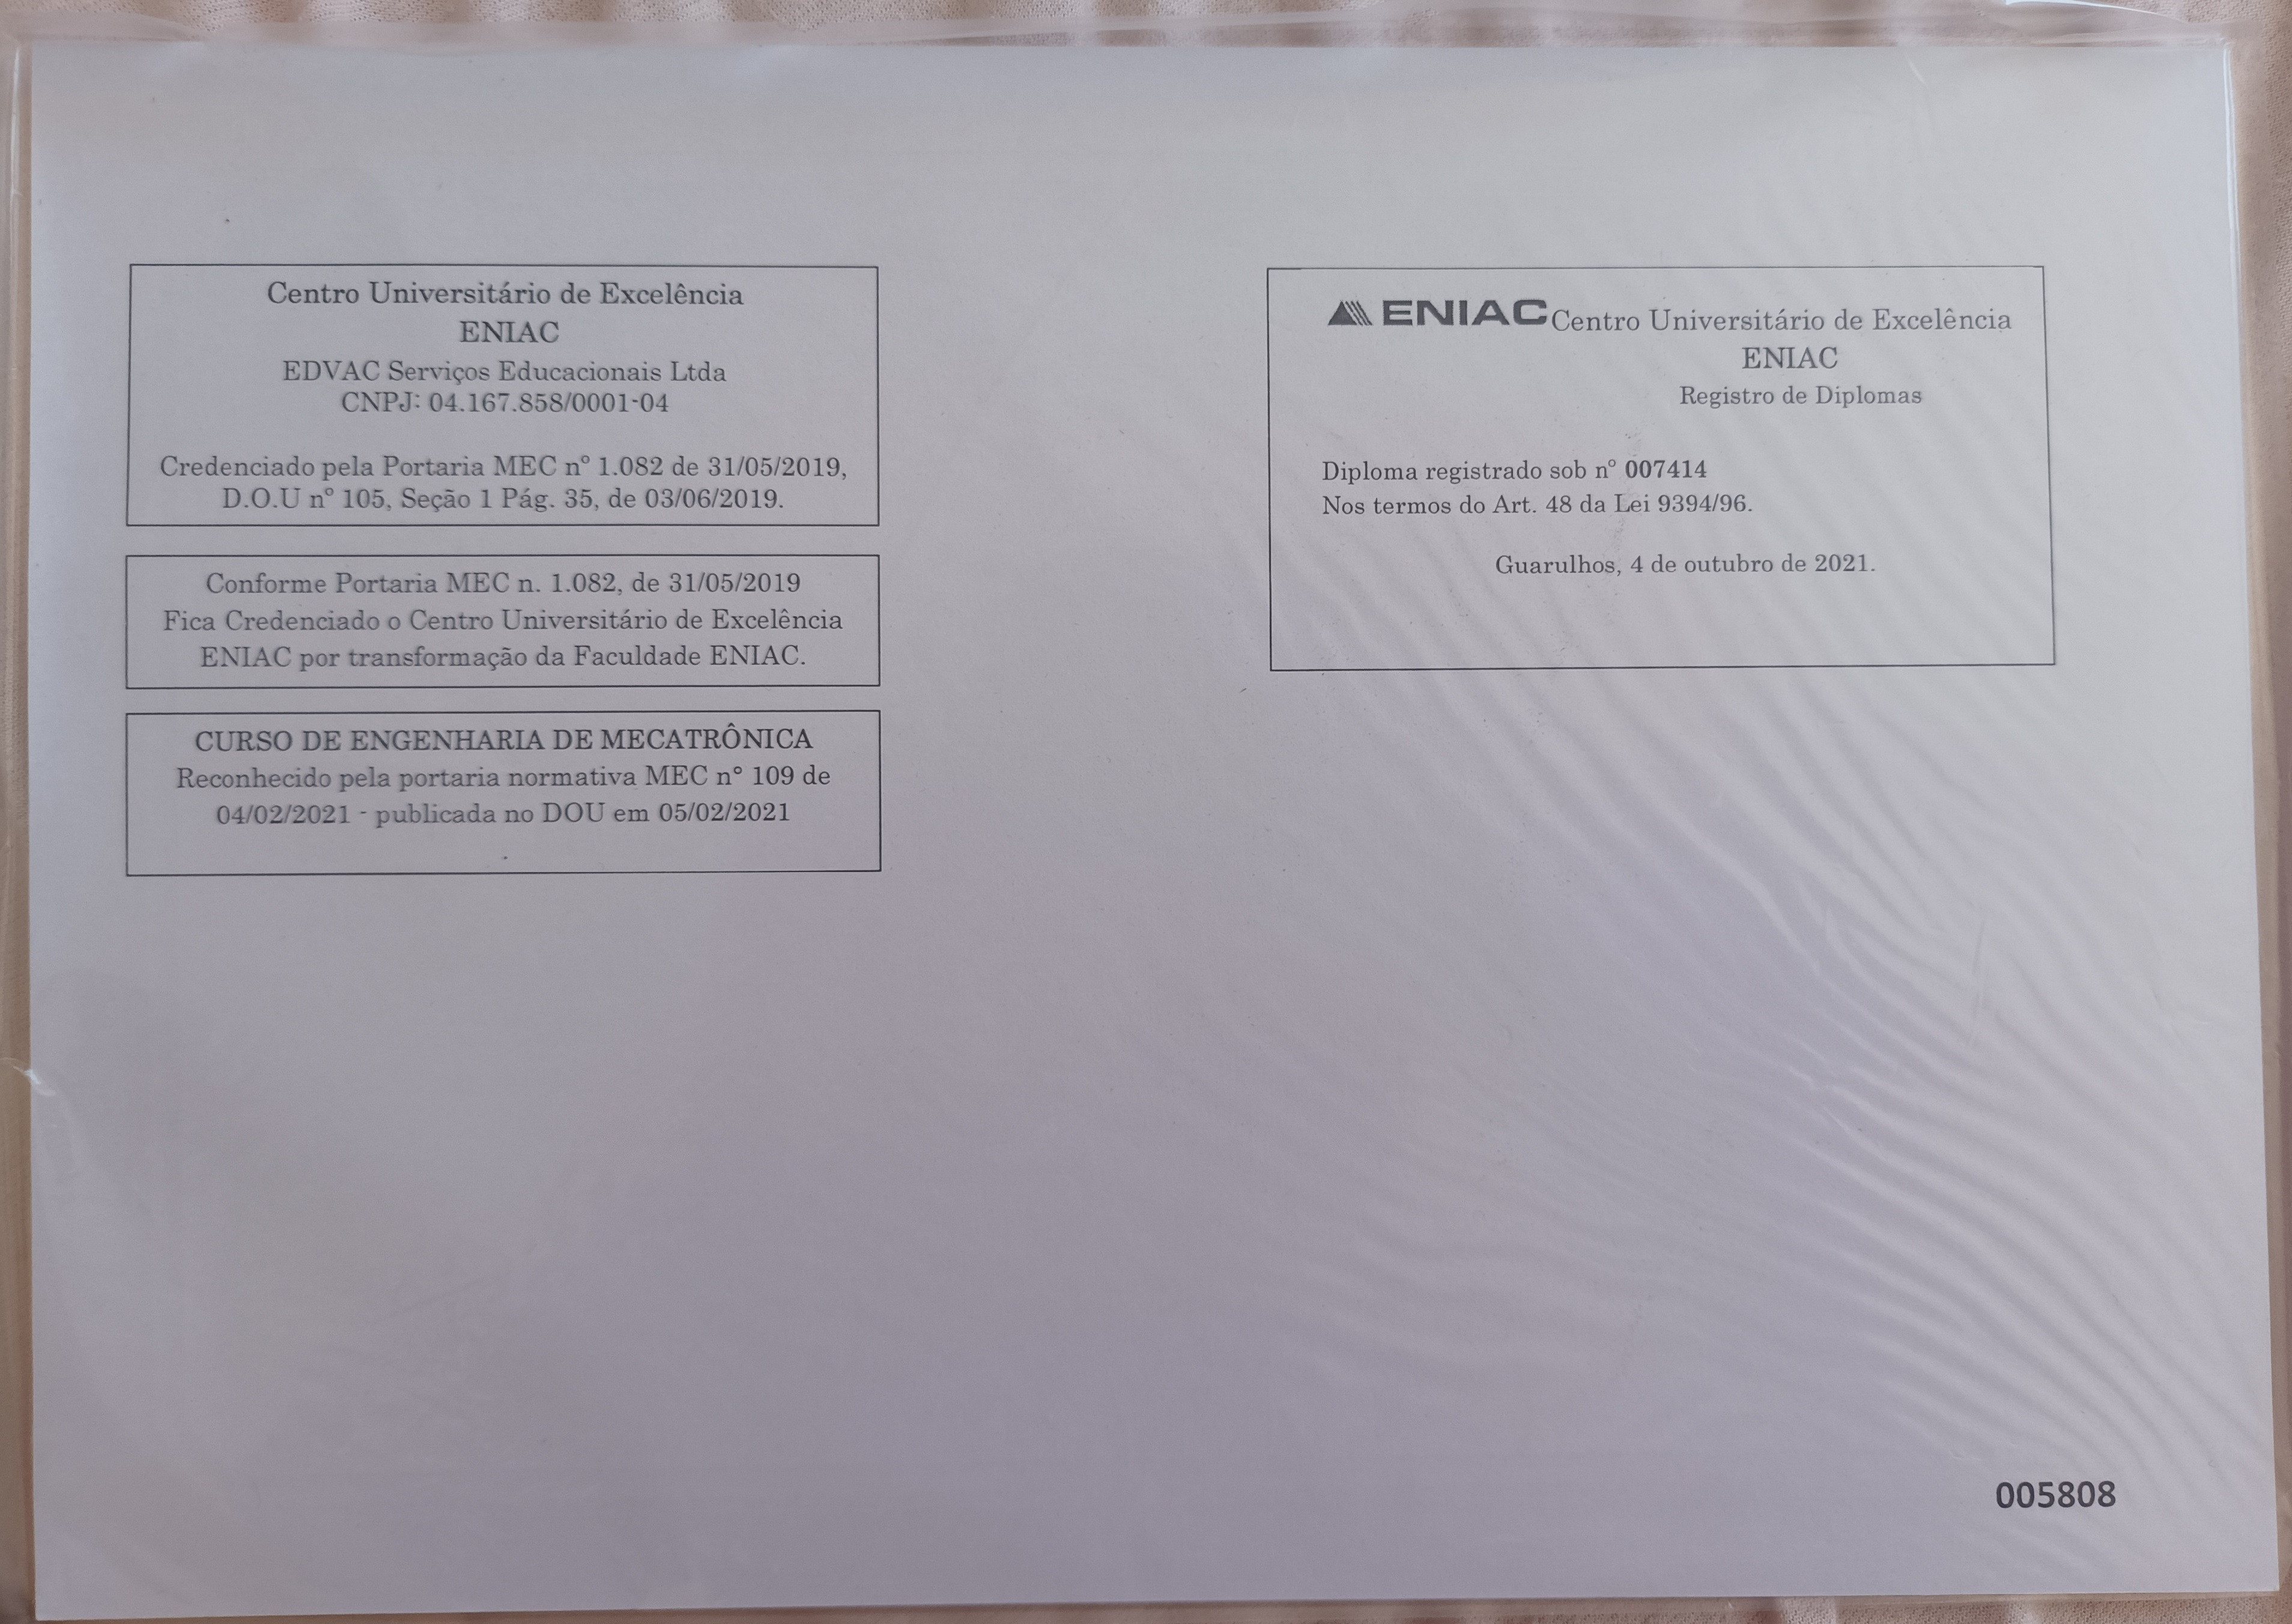 Centro Universitário de Excelência
ENIAC
EDVAC Serviços Educacionais Ltda
CNPJ: 04.167.858/0001-04
Credenciado pela Portaria MEC nº 1.082 de 31/05/2019,
D.O.U nº 105, Seção 1 Pág. 35, de 03/06/2019.
Conforme Portaria MEC n. 1.082, de 31/05/2019
Fica Credenciado o Centro Universitário de Excelência
ENIAC por transformação da Faculdade ENIAC.
CURSO DE ENGENHARIA DE MECATRÔNICA
Reconhecido pela portaria normativa MEC n° 109 de
04/02/2021 - publicada no DOU em 05/02/2021
ENIAC Centro Universitário de Excelência
ENIAC
Registro de Diplomas
Diploma registrado sob nº 007414
Nos termos do Art. 48 da Lei 9394/96.
Guarulhos, 4 de outubro de 2021.
005808